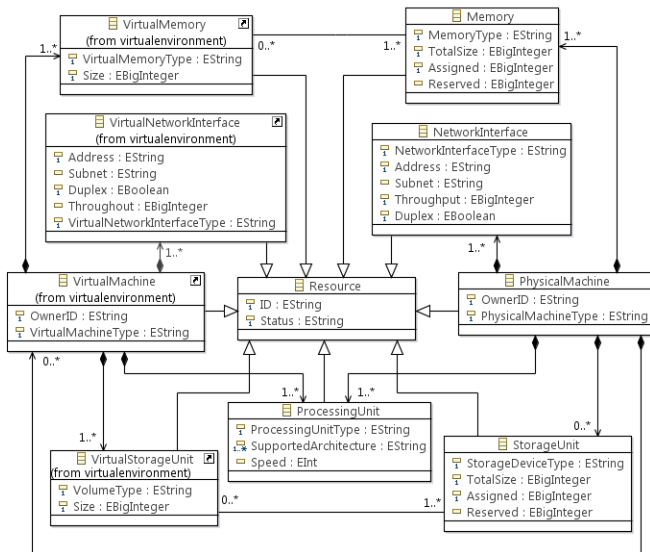 VirtualMemory
(from virtualenvironment)
VirtualMemoryType : EString
Size : EBigInteger
Memory
MemoryType : EString
TotalSize : EBigInteger
Assigned : EBigInteger
Reserved : EBigInteger
1..*
0..*
1..*
1..*
VirtualNetworkInterface
(from virtualenvironment)
Address : EString
Subnet : EString
Duplex : EBoolean
Throughout : EBigInteger
VirtualNetworkInterfaceType : EString
NetworkInterface
NetworkInterfaceType : EString
Address : EString
Subnet : EString
Throughput : EBigInteger
Duplex : EBoolean
1..*
1..*
VirtualMachine
(from virtualenvironment)
OwnerID : EString
VirtualMachineType : EString
Resource
ID : EString
Status : EString
PhysicalMachine
OwnerID : EString
PhysicalMachineType : EString
0..*
1..*
1..*
1..*
0..*
ProcessingUnit
ProcessingUnitType : EString
1..* SupportedArchitecture : EString
Speed : EInt
VirtualStorageUnit
(from virtualenvironment)
VolumeType : EString
Size : EBigInteger
StorageUnit
StorageDeviceType : EString
TotalSize : EBigInteger
Assigned : EBigInteger
Reserved : EBigInteger
0..*
1..*